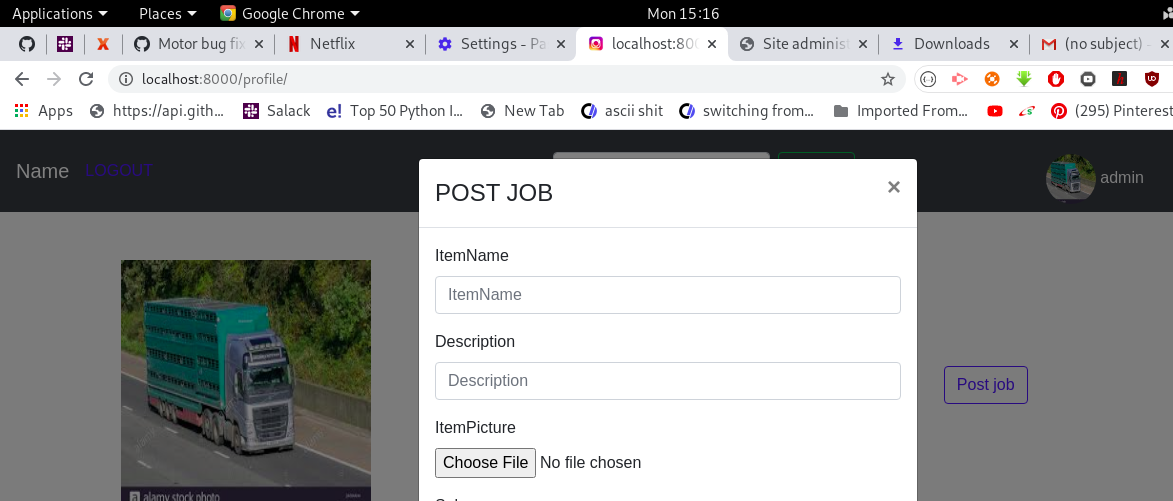 Applications Places Google Chrome Mon 15:16
Motor bug fix Netflix Settings - Pa localhost:800 Site administ Downloads (no subject) -
localhost:8000/profile/
Apps https://api.gith... Salack Top 50 Python I... New Tab ascii shit switching from... Imported From... (295) Pinterest
Name LOGOUT admin
POST JOB ×
ItemName
ItemName
Description
Description
Post job
ItemPicture
Choose File No file chosen
alamy stock photo